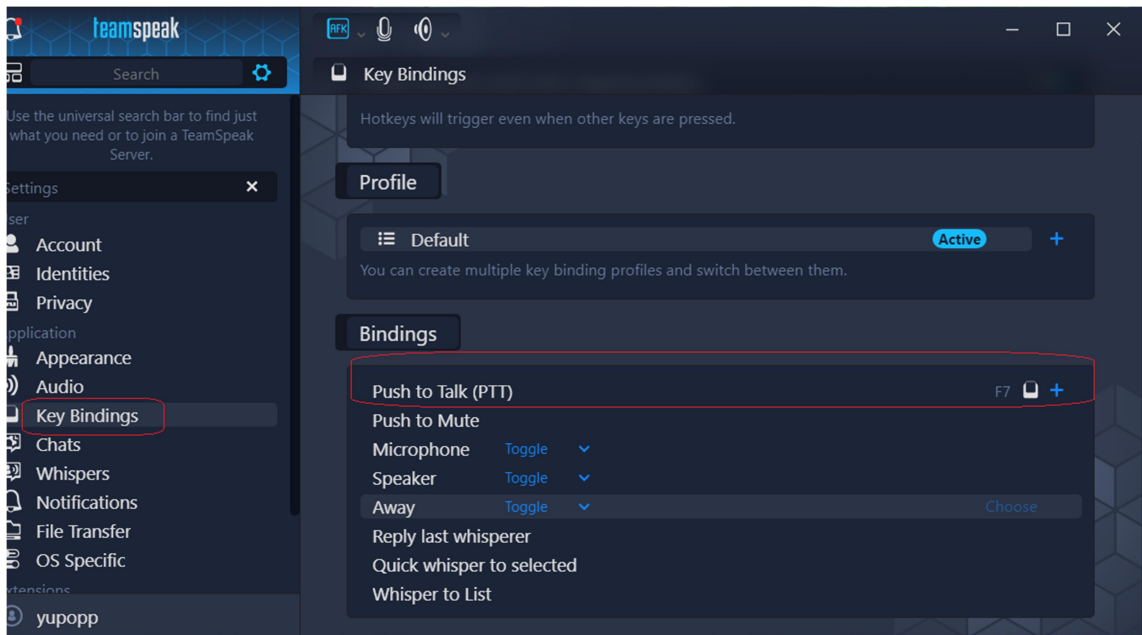 teamspeak
AFK
Search
Key Bindings
Use the universal search bar to find just
what you need or to join a TeamSpeak
Server.
Hotkeys will trigger even when other keys are pressed.
Settings
Profile
ser
Account
Default
Active
Identities
You can create multiple key binding profiles and switch between them.
Privacy
pplication
Bindings
Appearance
Audio
Push to Talk (PTT) F7
Key Bindings
Push to Mute
Chats
Microphone Toggle
Whispers
Speaker Toggle
Notifications
Away Toggle Choose
File Transfer
Reply last whisperer
OS Specific
Quick whisper to selected
xtensions
Whisper to List
yupopp